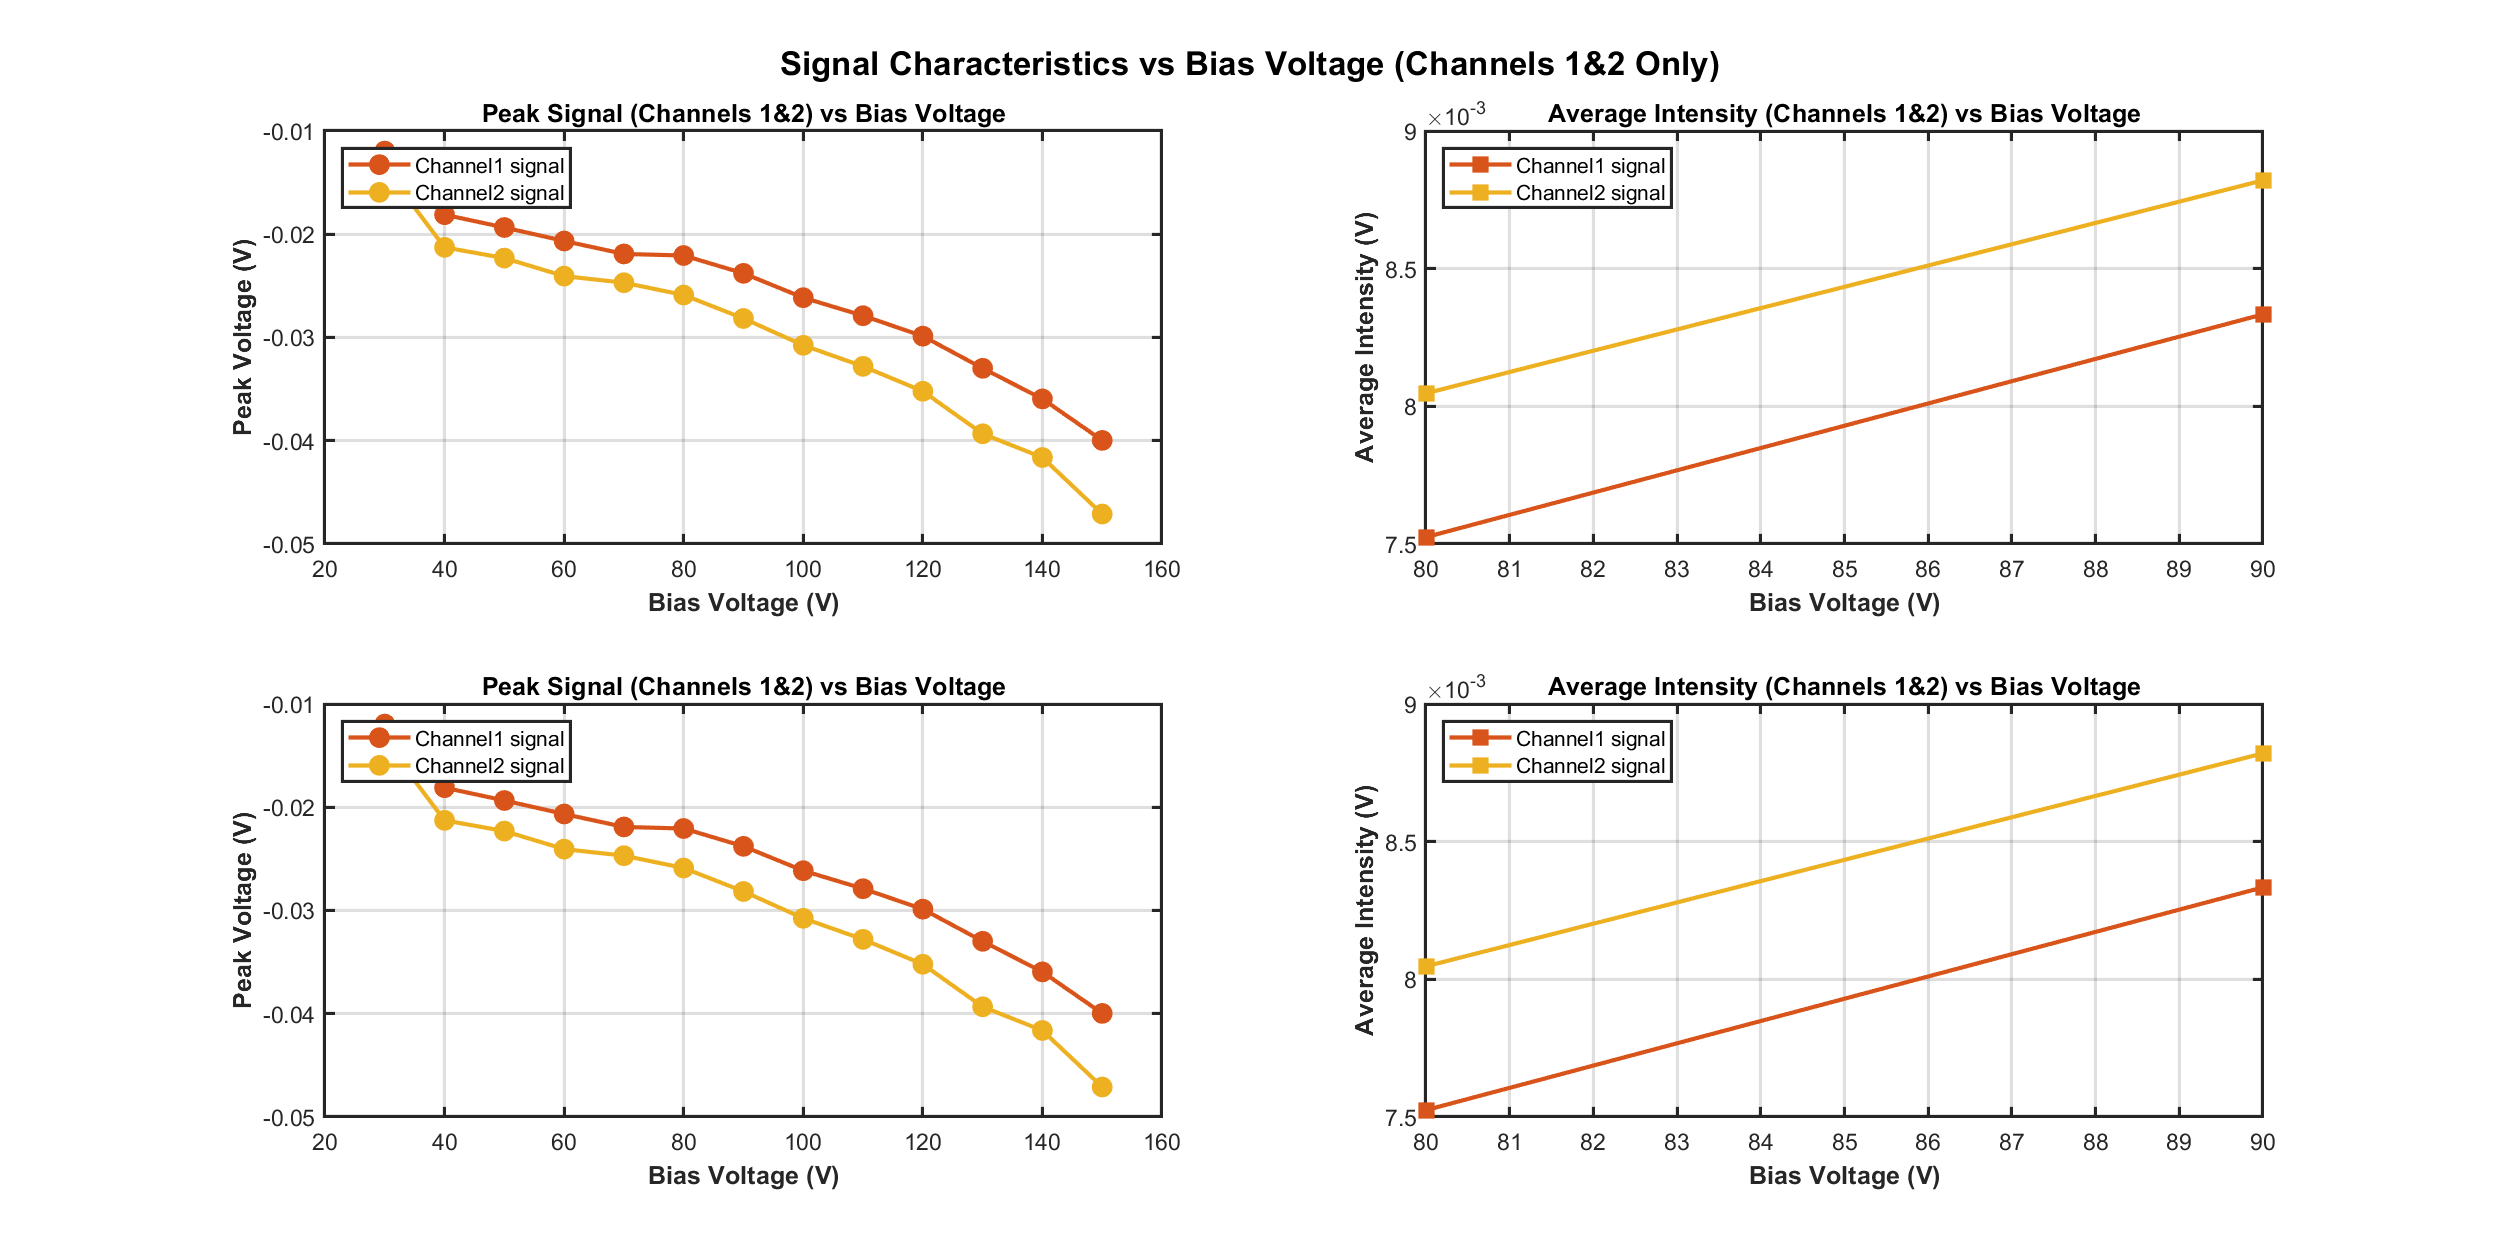 Signal Characteristics vs Bias Voltage (Channels 1&2 Only)
Peak Signal (Channels 1&2) vs Bias Voltage
-0.01
-0.02
-0.03
-0.04
-0.05
Peak Voltage (V)
Channel1 signal
Channel2 signal
20 40 60 80 100 120 140 160
Bias Voltage (V)
Average Intensity (Channels 1&2) vs Bias Voltage
×10-3
9
8.5
8
7.5
Average Intensity (V)
Channel1 signal
Channel2 signal
80 81 82 83 84 85 86 87 88 89 90
Bias Voltage (V)
Peak Signal (Channels 1&2) vs Bias Voltage
-0.01
-0.02
-0.03
-0.04
-0.05
Peak Voltage (V)
Channel1 signal
Channel2 signal
20 40 60 80 100 120 140 160
Bias Voltage (V)
Average Intensity (Channels 1&2) vs Bias Voltage
×10-3
9
8.5
8
7.5
Average Intensity (V)
Channel1 signal
Channel2 signal
80 81 82 83 84 85 86 87 88 89 90
Bias Voltage (V)